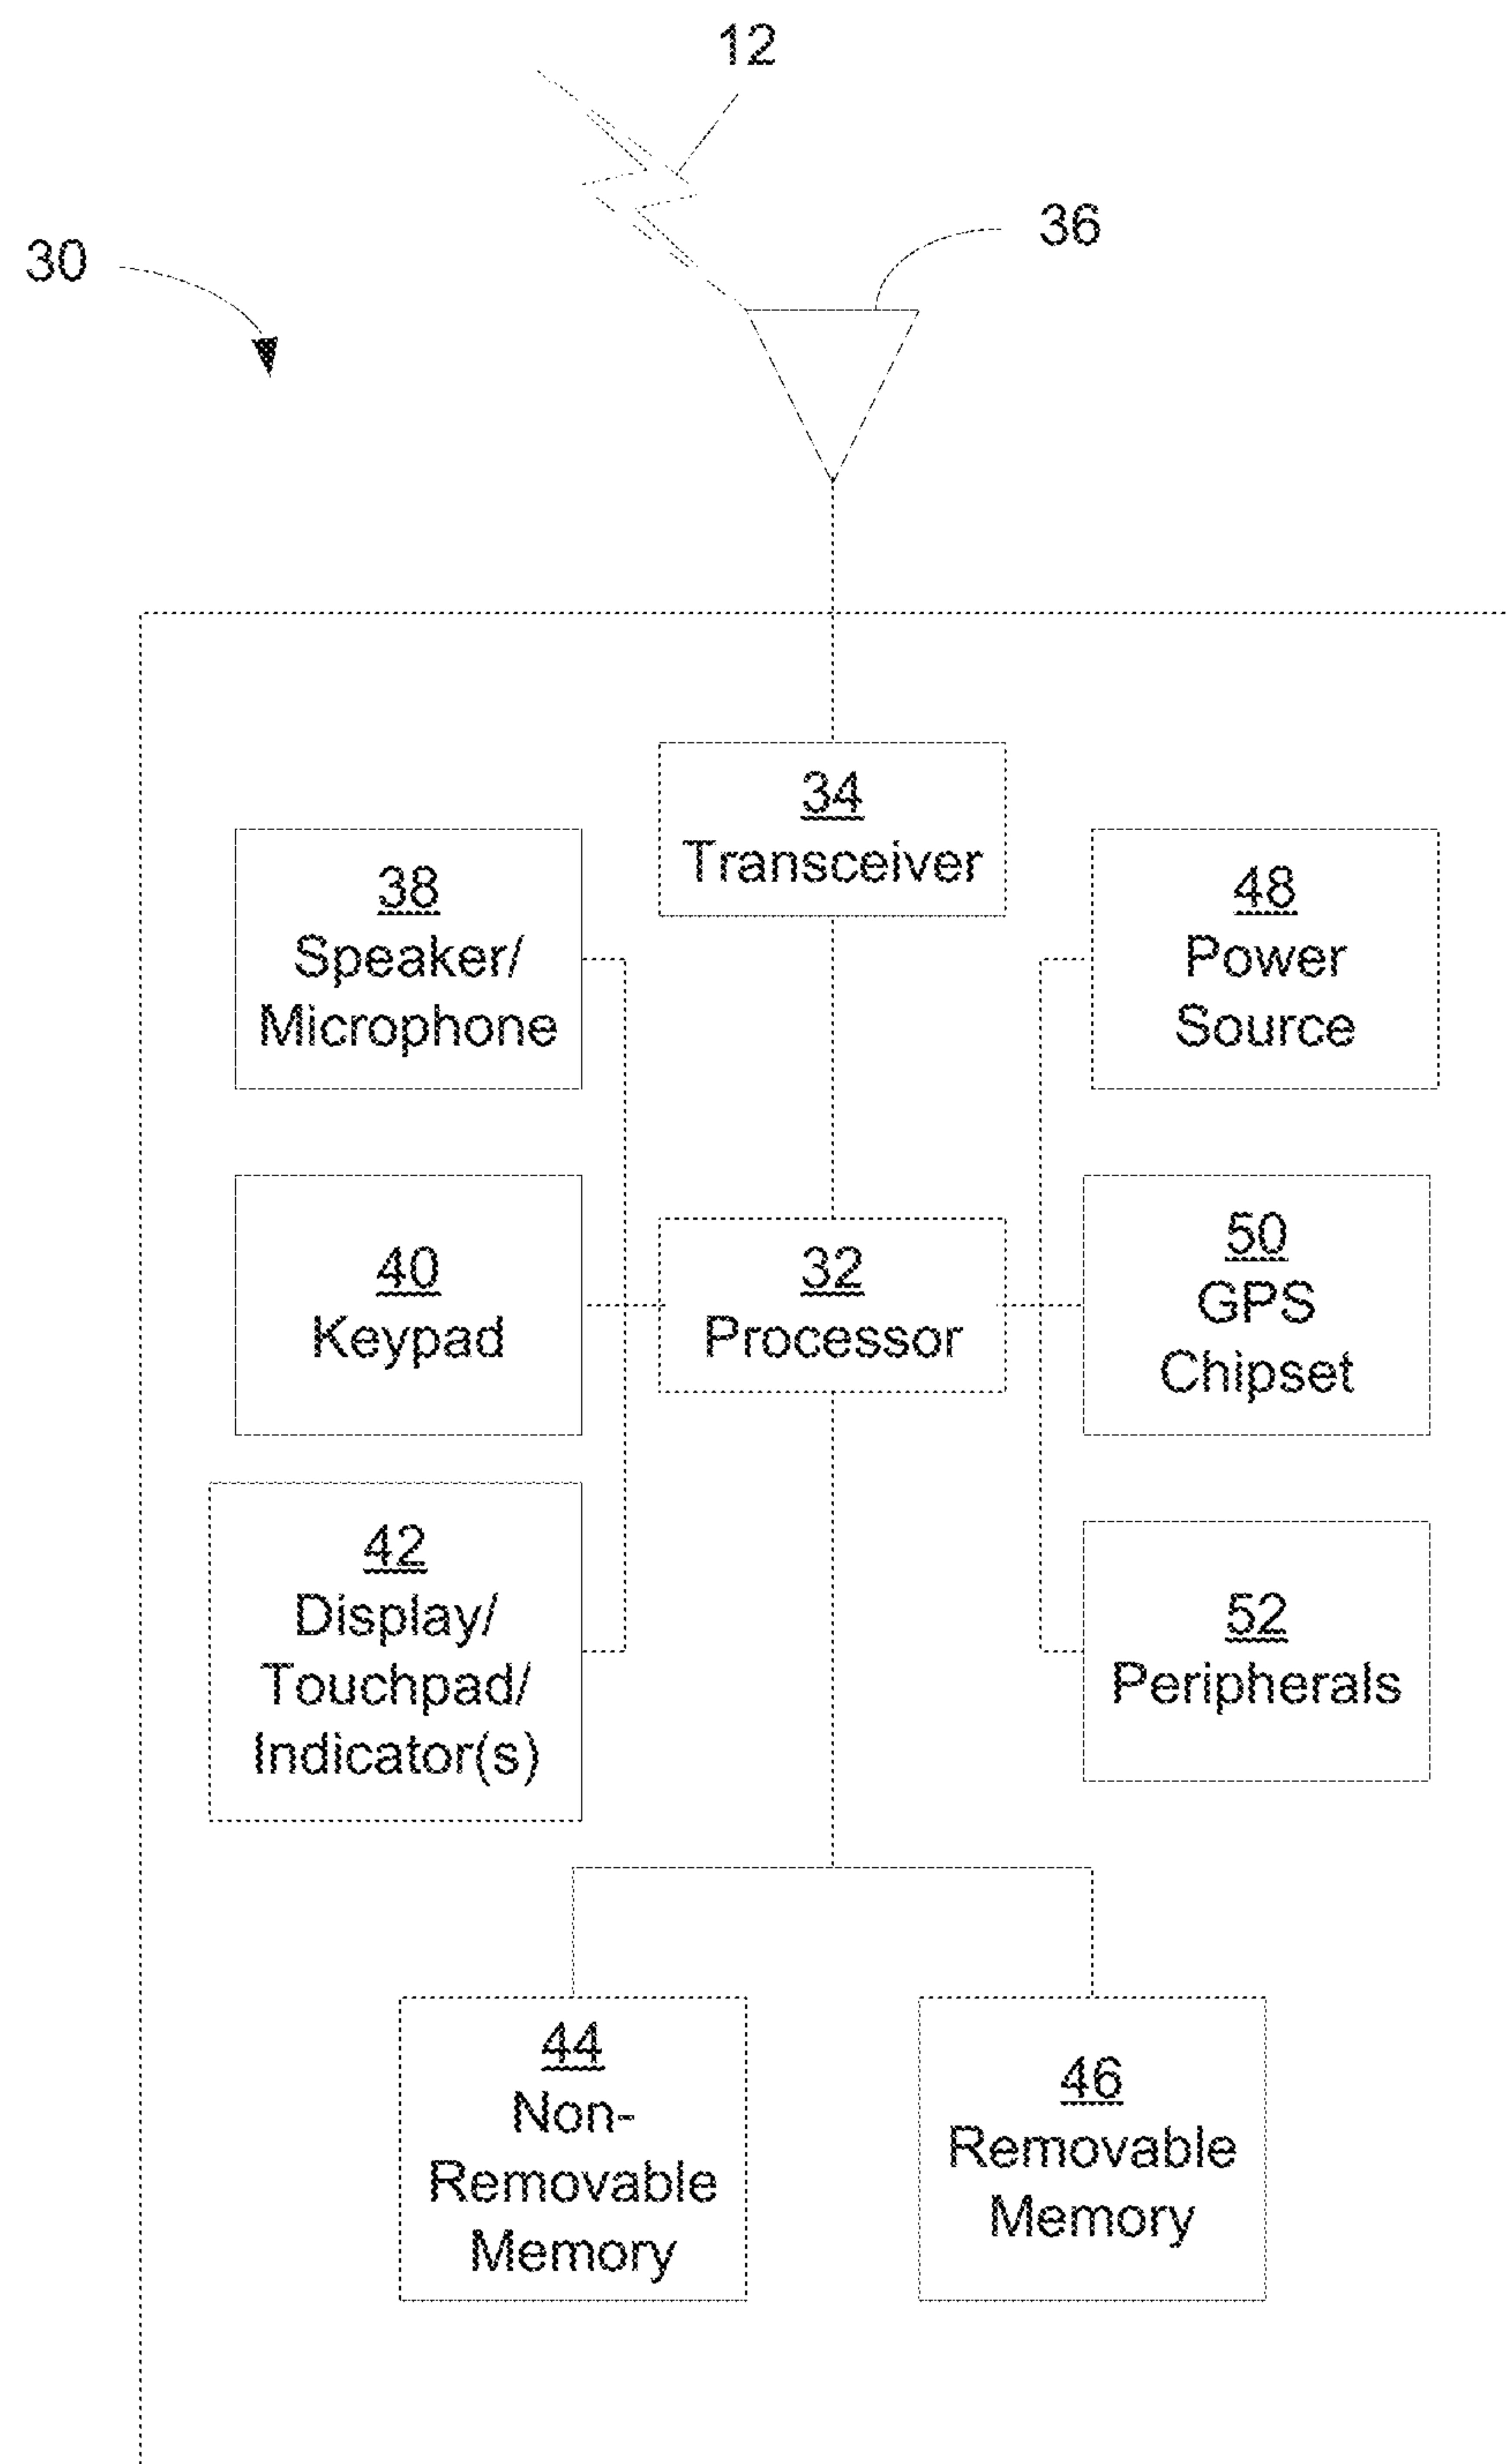 12
36
30
34
Transceiver
38
Speaker/
Microphone
48
Power
Source
40
Keypad
32
Processor
50
GPS
Chipset
42
Display/
Touchpad/
Indicator(s)
52
Peripherals
44
Non-
Removable
Memory
46
Removable
Memory